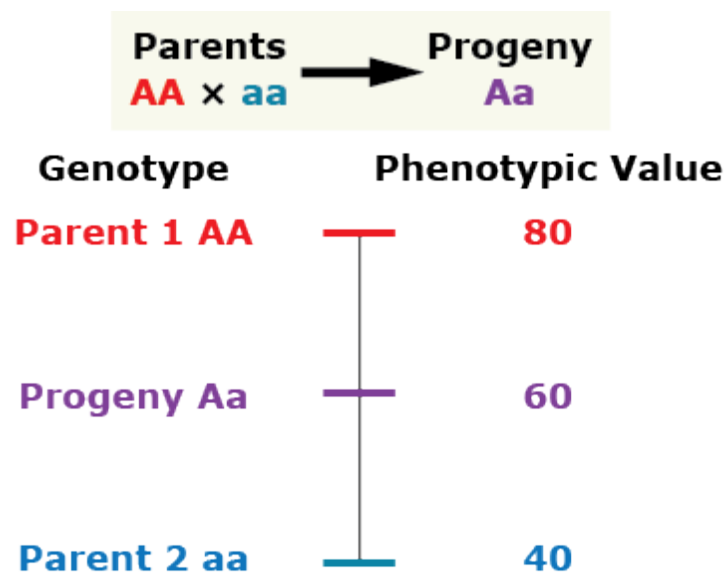 Parents Progeny
AA × aa Aa
Genotype Phenotypic Value
Parent 1 AA 80
Progeny Aa 60
Parent 2 aa 40